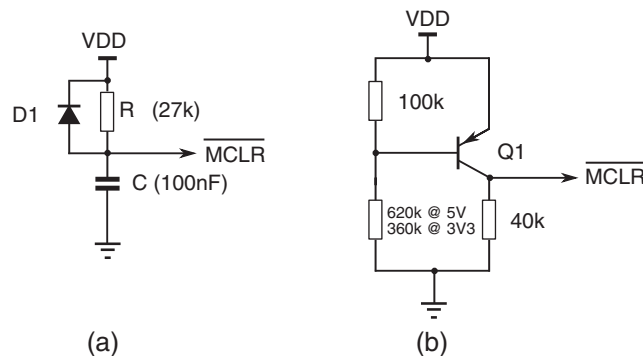 VDD
D1
R (27k)
MCLR
C (100nF)
(a)
VDD
100k
Q1
MCLR
620k @ 5V
360k @ 3V3
40k
(b)